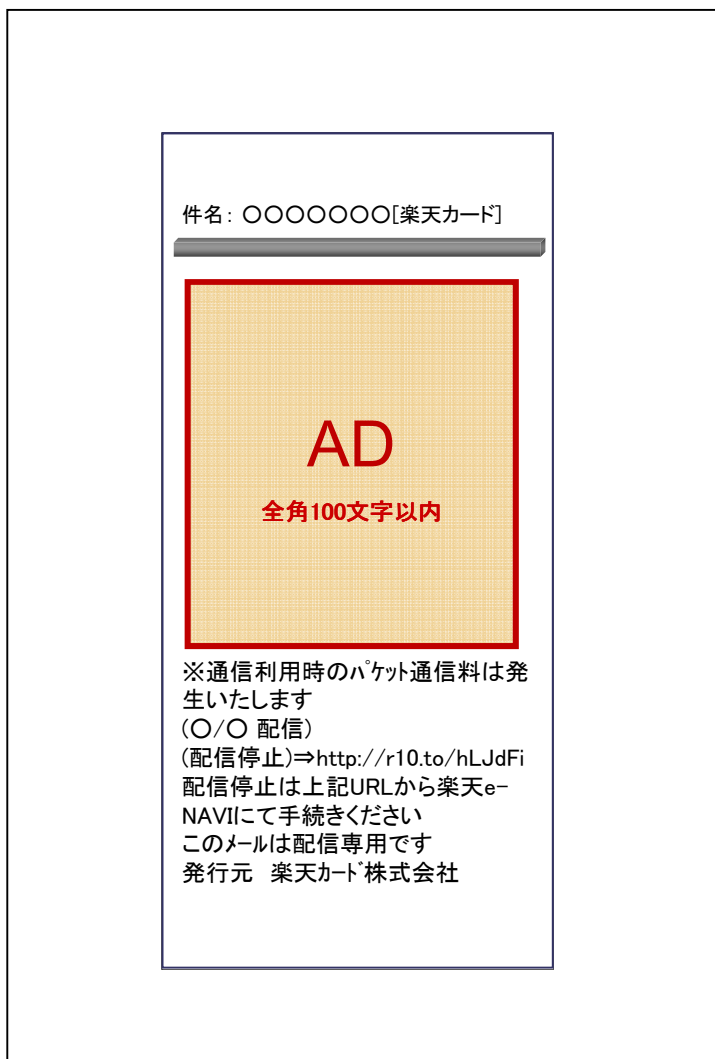 件名: ○○○○○○○[楽天カード]
AD
全角100文字以内
※通信利用時のﾊﾟｹｯﾄ通信料は発
生いたします
(○/○ 配信)
(配信停止)⇒http://r10.to/hLJdFi
配信停止は上記URLから楽天e-
NAVIにて手続きください
このﾒｰﾙは配信専用です
発行元　楽天ｶｰﾄﾞ株式会社